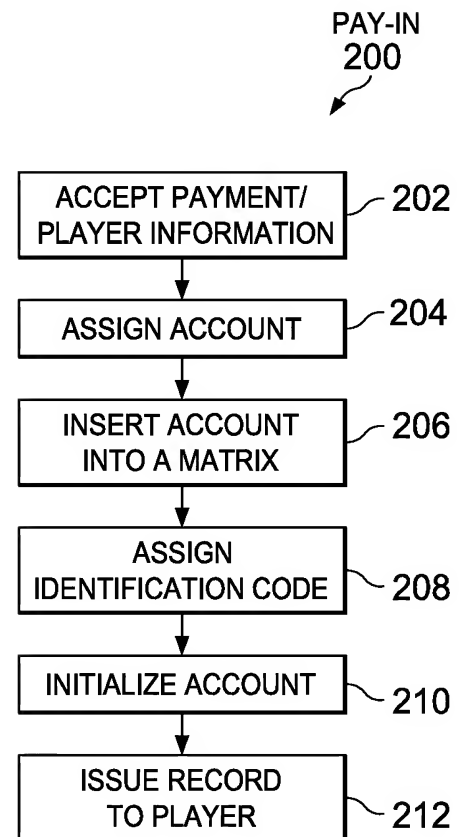 PAY-IN
200
ACCEPT PAYMENT/
PLAYER INFORMATION
202
ASSIGN ACCOUNT
204
INSERT ACCOUNT
INTO A MATRIX
206
ASSIGN
IDENTIFICATION CODE
208
INITIALIZE ACCOUNT
210
ISSUE RECORD
TO PLAYER
212